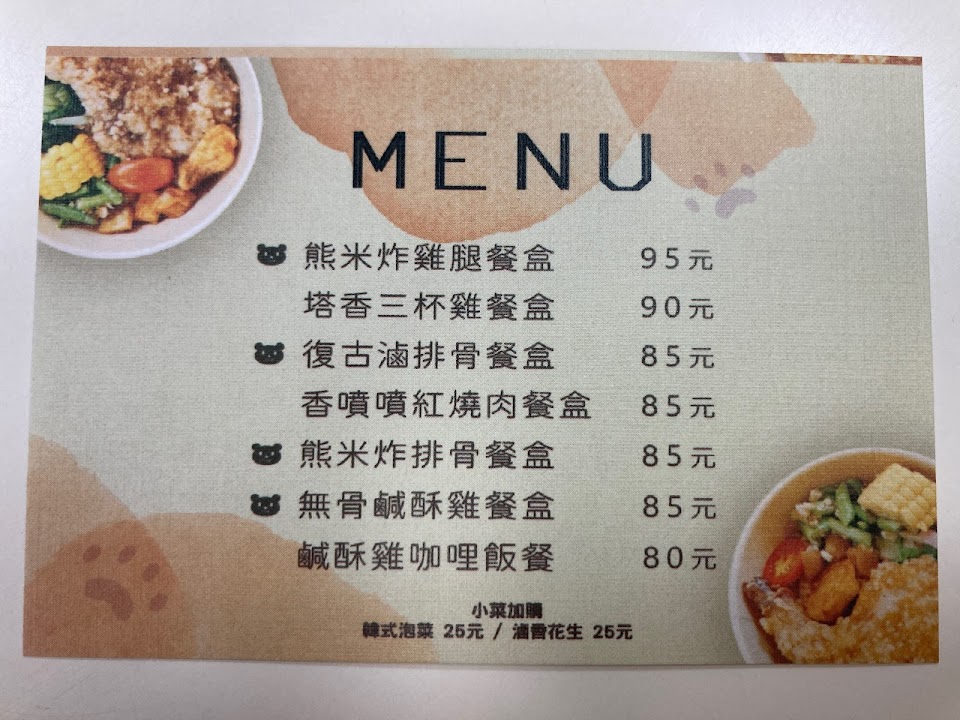 MENU
熊米炸雞腿餐盒 95元
塔香三杯雞餐盒 90元
復古滷排骨餐盒 85元
香噴噴紅燒肉餐盒 85元
熊米炸排骨餐盒 85元
無骨鹹酥雞餐盒 85元
鹹酥雞咖哩飯餐 80元
小菜加購
韓式泡菜 25元 / 滷香花生 25元